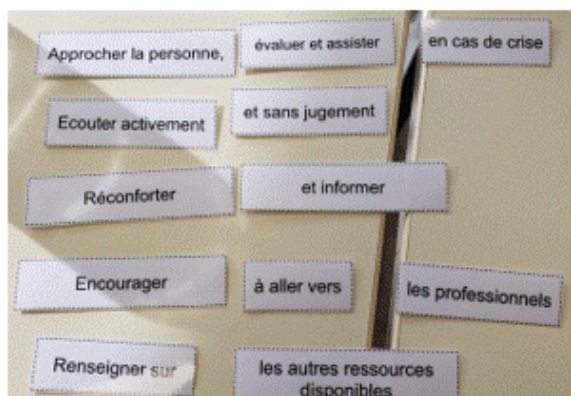 Approcher la personne, évaluer et assister en cas de crise
Ecouter activement et sans jugement
Réconforter et informer
Encourager à aller vers les professionnels
Renseigner sur les autres ressources
disponibles